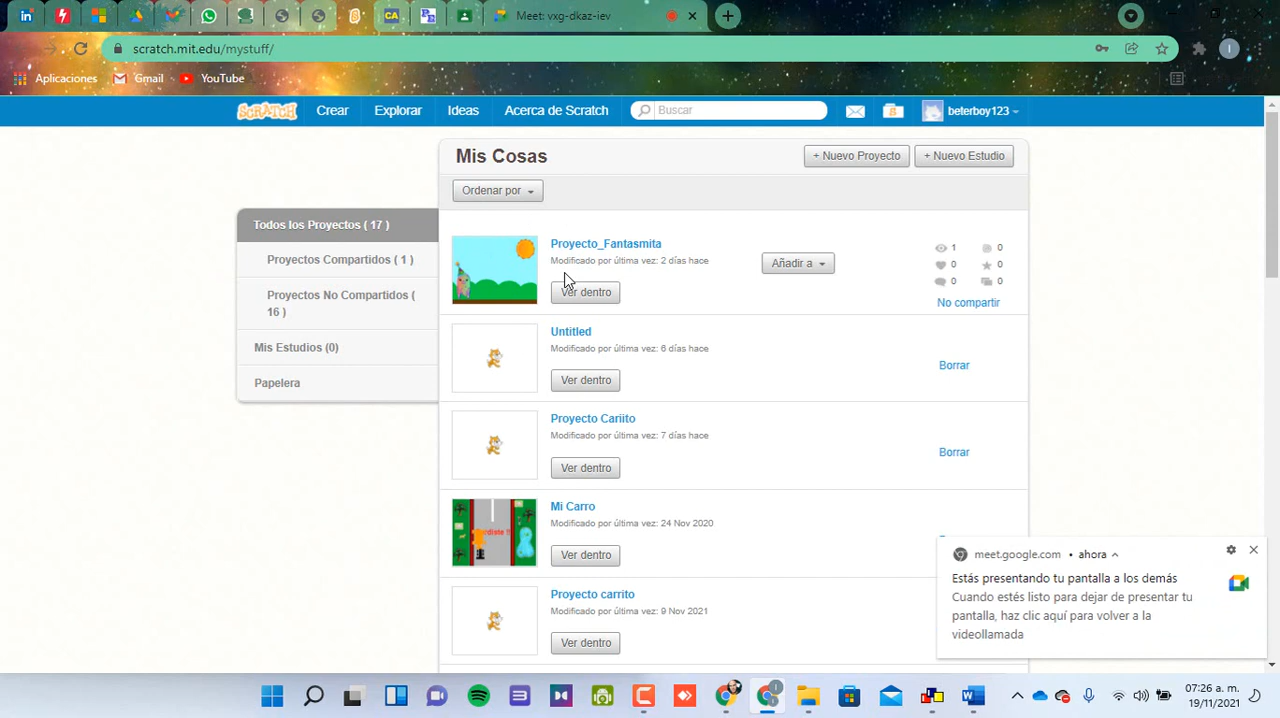 Meet: vxg-dkaz-iev
scratch.mit.edu/mystuff/
Aplicaciones
Gmail
YouTube
SCRATCH
Crear
Explorar
Ideas
Acerca de Scratch
Buscar
beterboy123
Mis Cosas
+ Nuevo Proyecto
+ Nuevo Estudio
Ordenar por
Todos los Proyectos ( 17 )
Proyectos Compartidos ( 1 )
Proyectos No Compartidos (
16 )
Mis Estudios (0)
Papelera
Proyecto_Fantasmita
Modificado por última vez: 2 días hace
Ver dentro
Añadir a
1
0
0
0
0
0
No compartir
Untitled
Modificado por última vez: 6 días hace
Ver dentro
Borrar
Proyecto Cariito
Modificado por última vez: 7 días hace
Ver dentro
Borrar
Mi Carro
Modificado por última vez: 24 Nov 2020
Ver dentro
Proyecto carrito
Modificado por última vez: 9 Nov 2021
Ver dentro
meet.google.com • ahora
Estás presentando tu pantalla a los demás
Cuando estés listo para dejar de presentar tu
pantalla, haz clic aquí para volver a la
videollamada
07:26 a. m.
19/11/2021